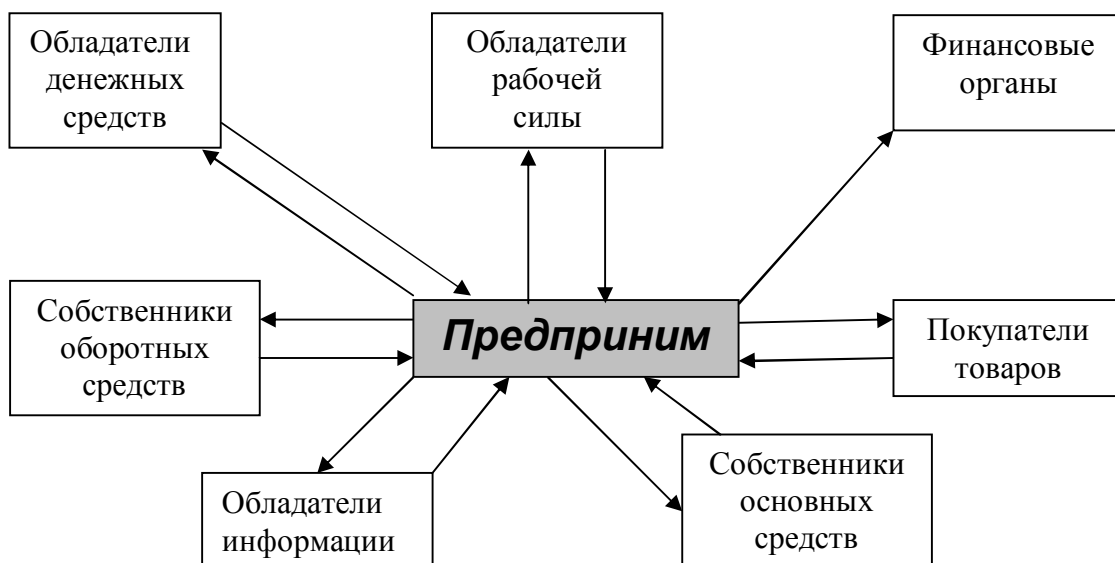 Обладатели
денежных
средств
Обладатели
рабочей
силы
Финансовые
органы
Собственники
оборотных
средств
Предприним
Покупатели
товаров
Обладатели
информации
Собственники
основных
средств